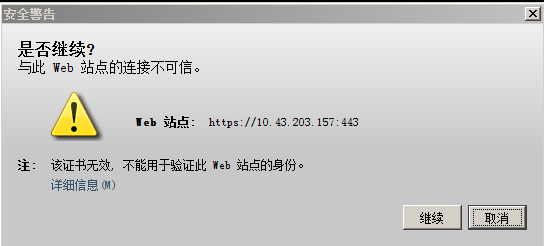 安全警告
是否继续?
与此 Web 站点的连接不可信。
Web 站点: https://10.43.203.157:443
注: 该证书无效, 不能用于验证此 Web 站点的身份。
详细信息(M)
继续 取消